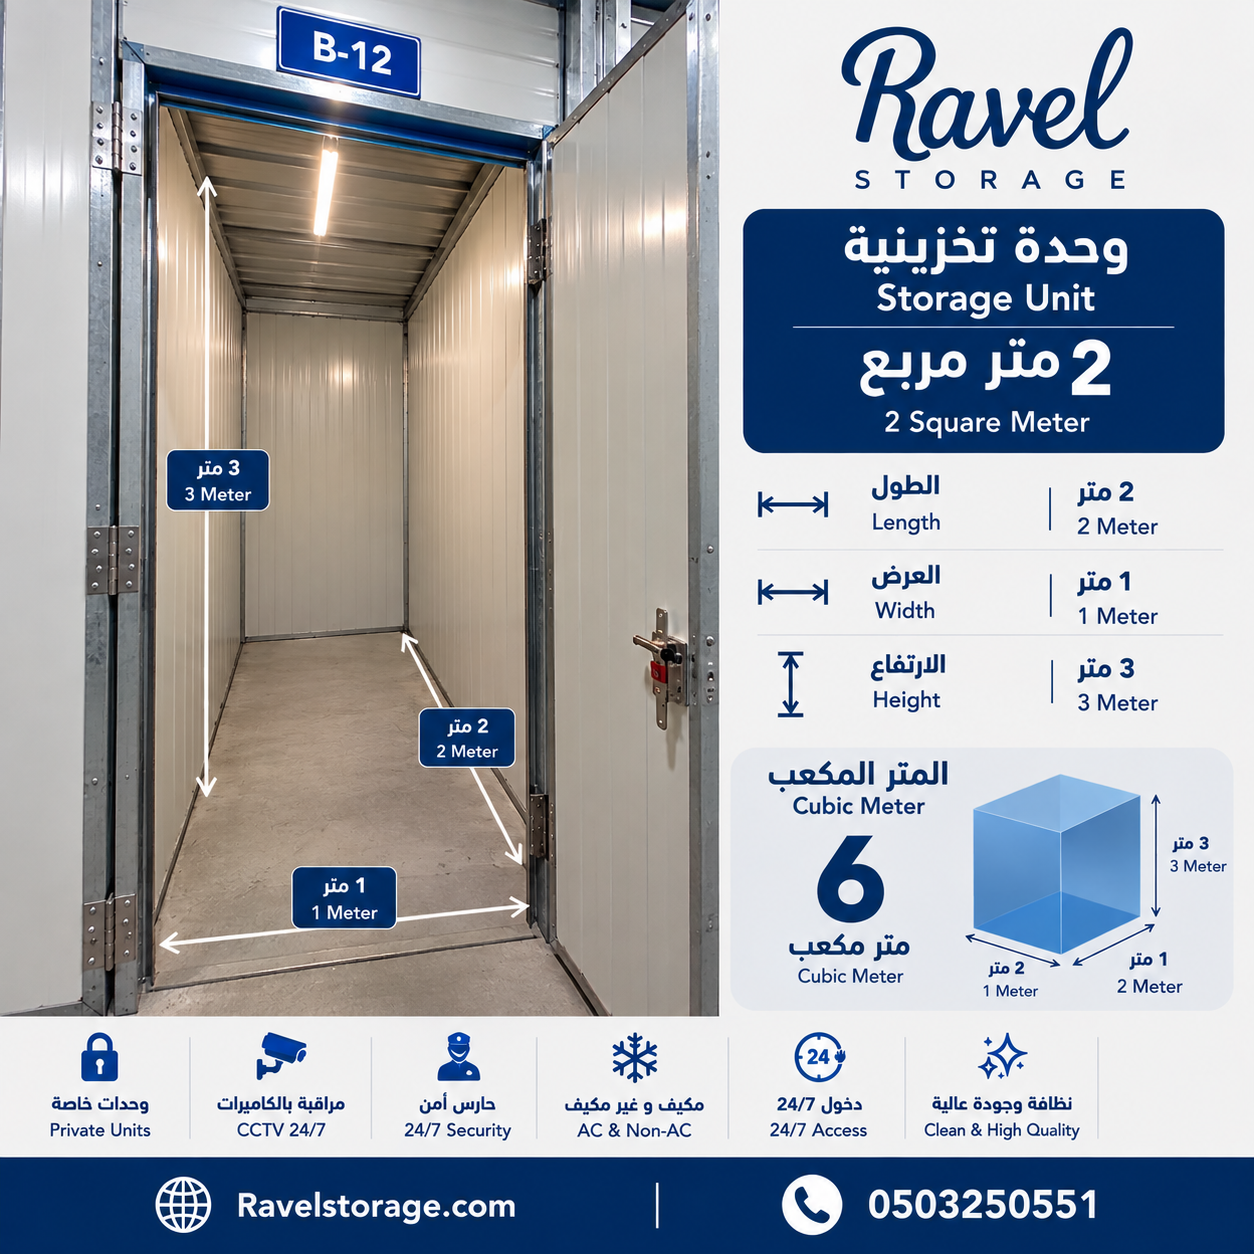 B-12
3 متر
3 Meter
2 متر
2 Meter
1 متر
1 Meter
Ravel
STORAGE
وحدة تخزينية
Storage Unit
2 متر مربع
2 Square Meter
الطول
Length
2 متر
2 Meter
العرض
Width
1 متر
1 Meter
الارتفاع
Height
3 متر
3 Meter
المتر المكعب
Cubic Meter
6
متر مكعب
Cubic Meter
3 متر
3 Meter
2 متر
1 Meter
1 متر
2 Meter
وحدات خاصة
Private Units
مراقبة بالكاميرات
CCTV 24/7
حارس أمن
24/7 Security
مكيف و غير مكيف
AC & Non-AC
24
دخول 24/7
24/7 Access
نظافة وجودة عالية
Clean & High Quality
Ravelstorage.com
0503250551